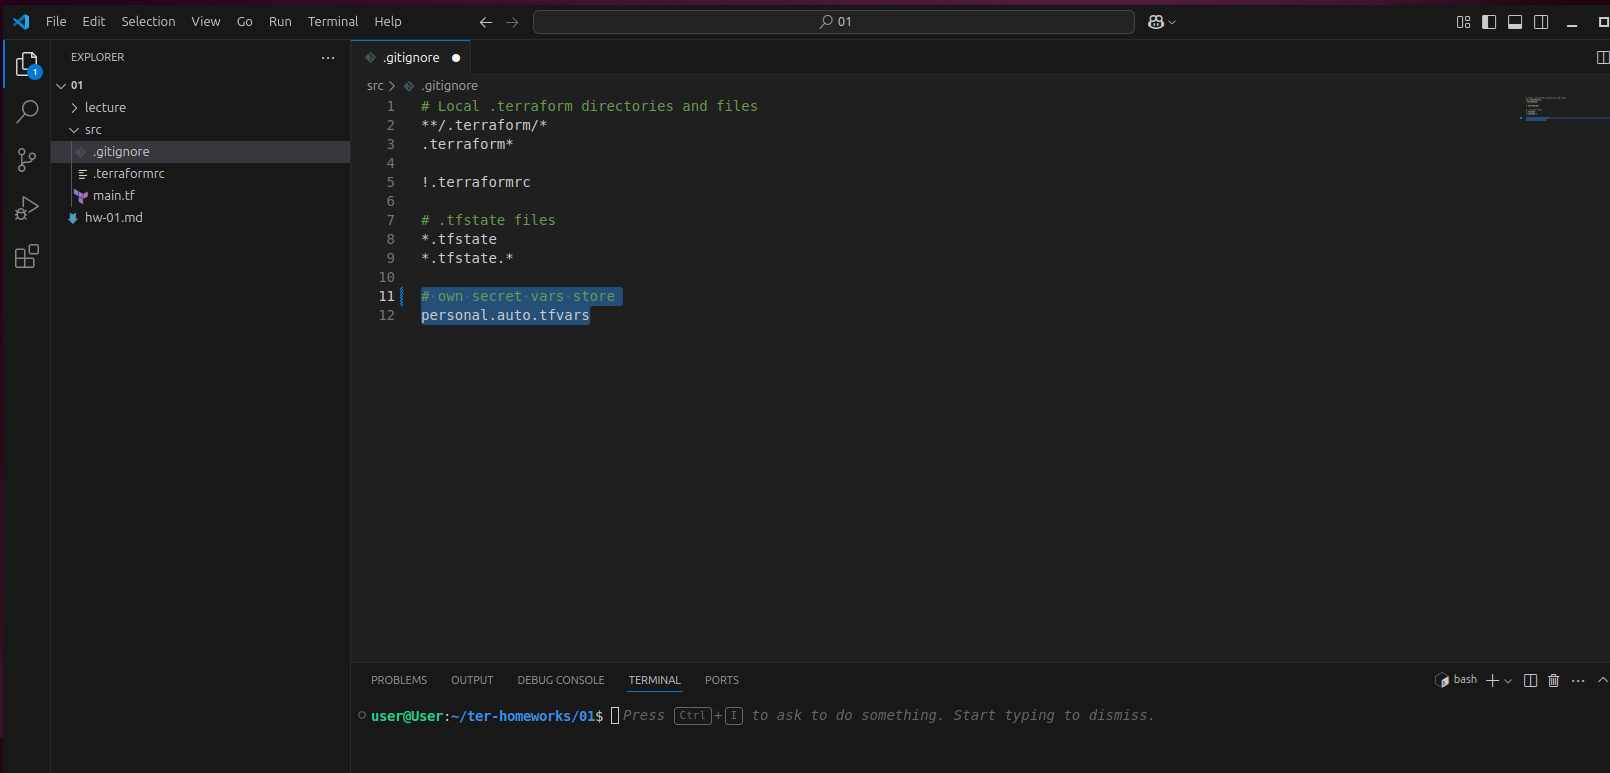 File Edit Selection View Go Run Terminal Help
01
EXPLORER
.gitignore
1
01
lecture
src
.gitignore
.terraformrc
main.tf
hw-01.md
src > .gitignore
1 # Local .terraform directories and files
2 **/.terraform/*
3 .terraform*
4
5 !.terraformrc
6
7 # .tfstate files
8 *.tfstate
9 *.tfstate.*
10
11 # own secret vars store
12 personal.auto.tfvars
PROBLEMS OUTPUT DEBUG CONSOLE TERMINAL PORTS
bash
user@User:~/ter-homeworks/01$ Press Ctrl+I to ask to do something. Start typing to dismiss.